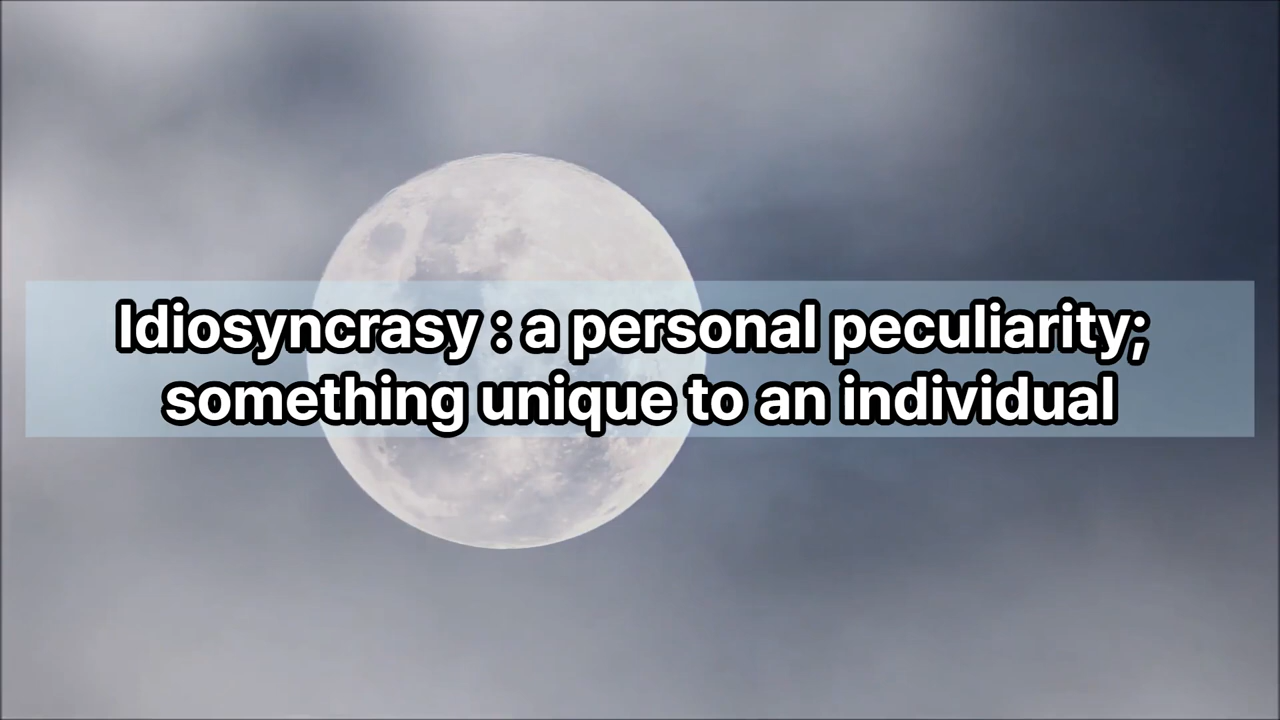 Idiosyncrasy : a personal peculiarity;
something unique to an individual